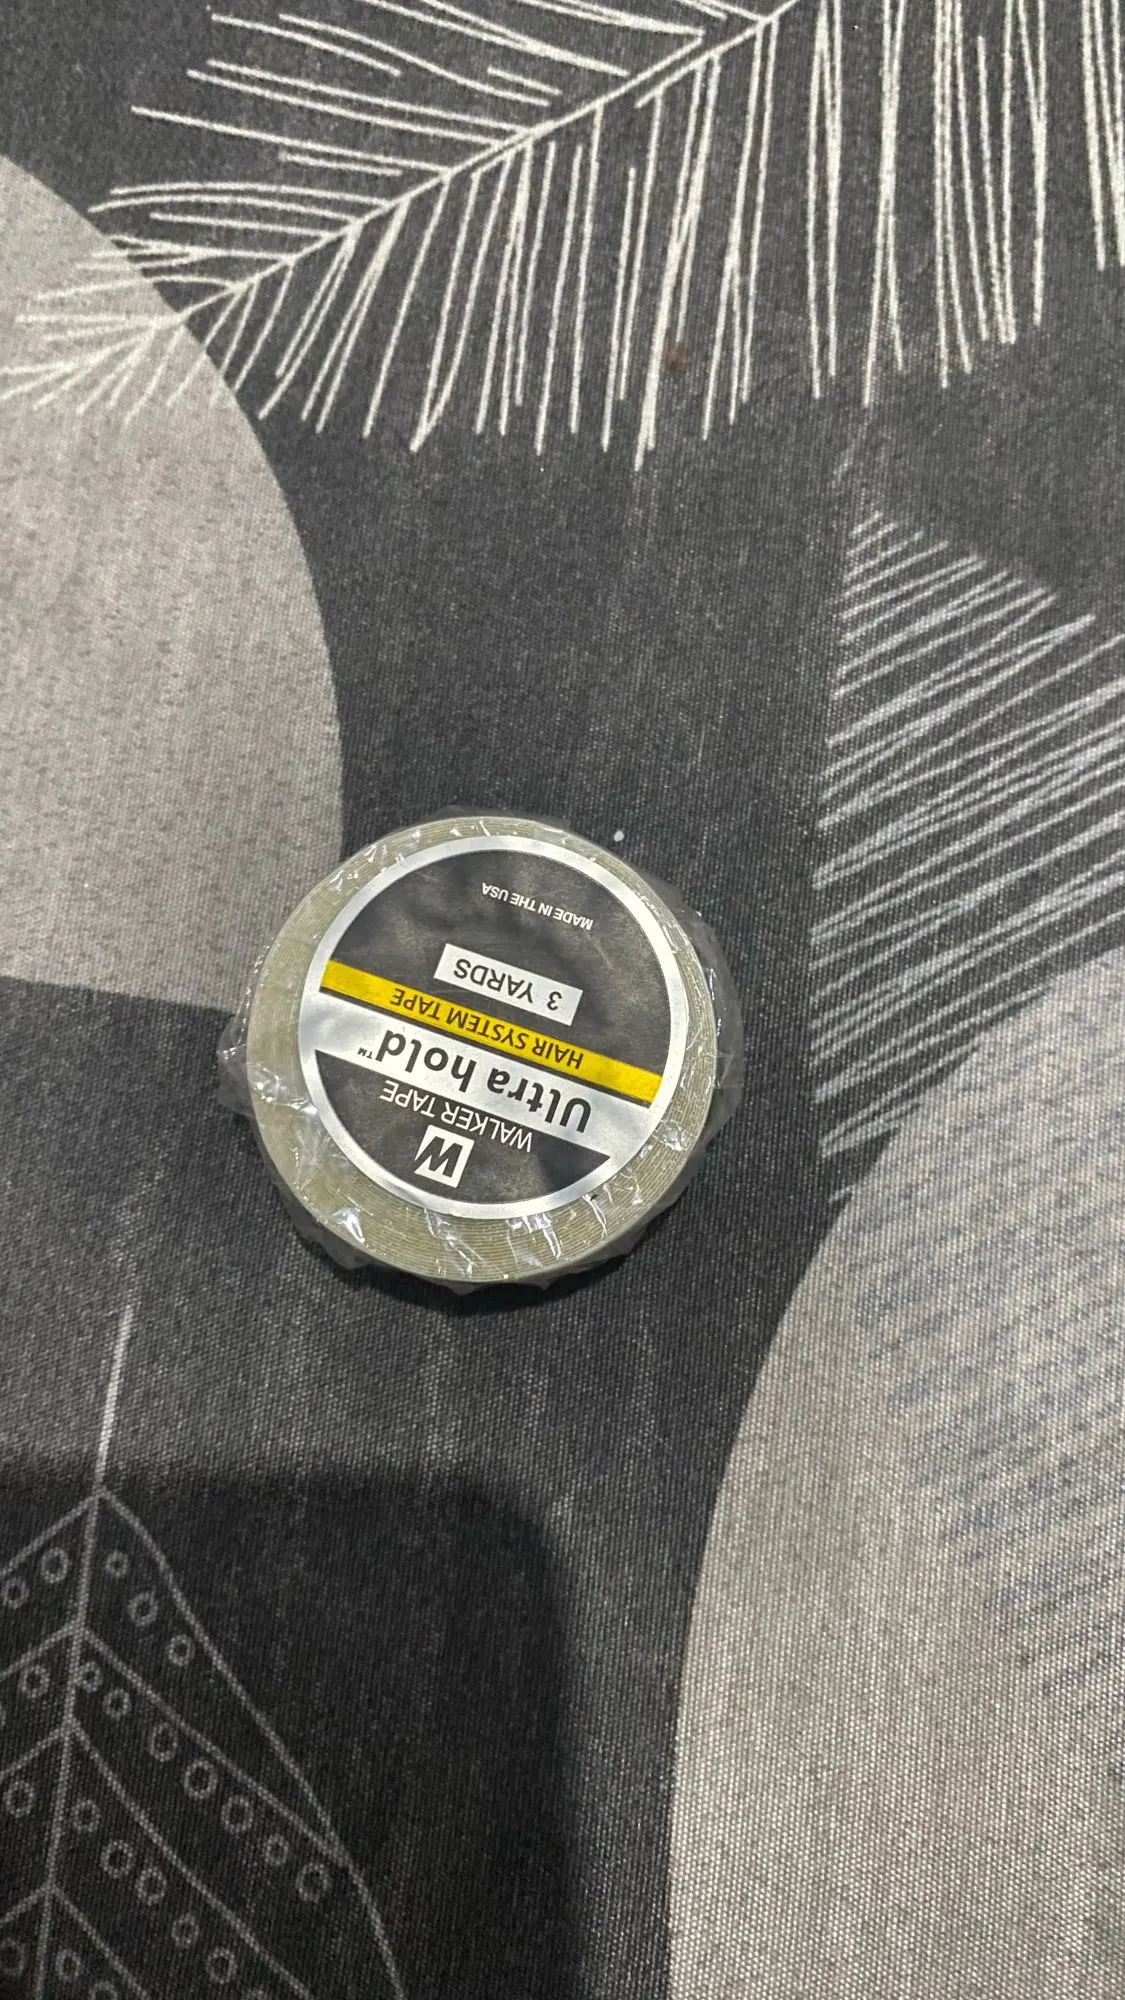 W
WALKER TAPE
Ultra hold™
HAIR SYSTEM TAPE
3 YARDS
MADE IN THE USA